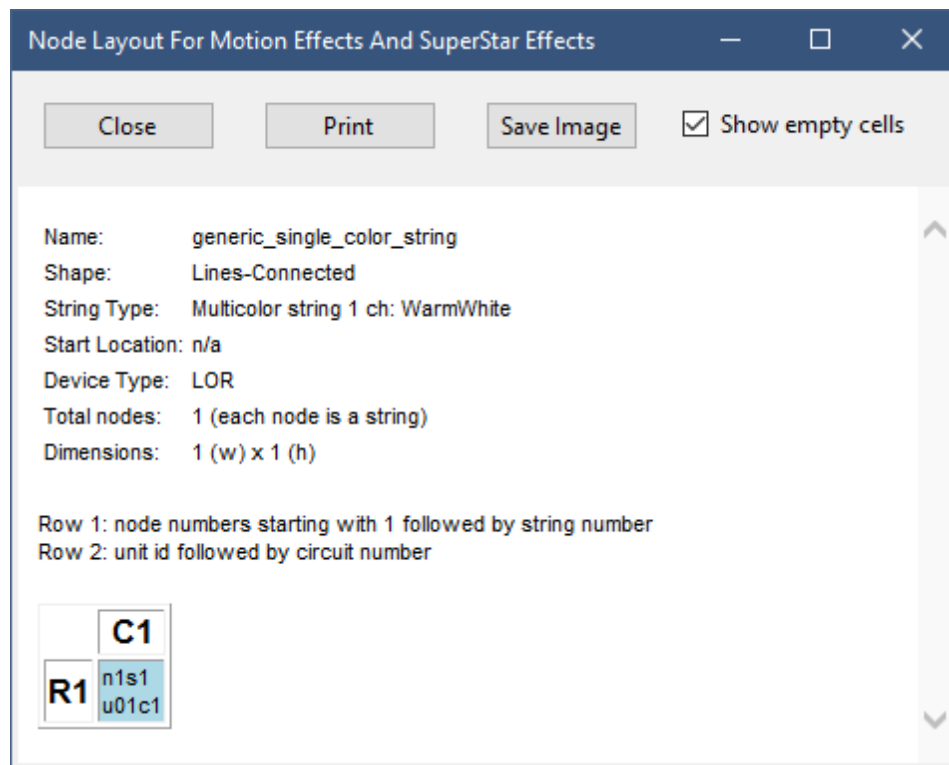 Node Layout For Motion Effects And SuperStar Effects
Close Print Save Image Show empty cells
Name: generic_single_color_string
Shape: Lines-Connected
String Type: Multicolor string 1 ch: WarmWhite
Start Location: n/a
Device Type: LOR
Total nodes: 1 (each node is a string)
Dimensions: 1 (w) x 1 (h)
Row 1: node numbers starting with 1 followed by string number
Row 2: unit id followed by circuit number
C1
R1 n1s1
u01c1